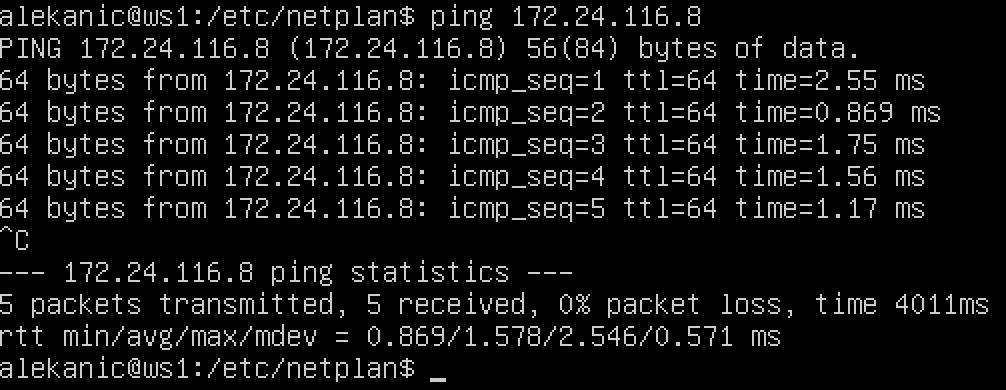 alekanic@ws1:/etc/netplan$ ping 172.24.116.8
PING 172.24.116.8 (172.24.116.8) 56(84) bytes of data.
64 bytes from 172.24.116.8: icmp_seq=1 ttl=64 time=2.55 ms
64 bytes from 172.24.116.8: icmp_seq=2 ttl=64 time=0.869 ms
64 bytes from 172.24.116.8: icmp_seq=3 ttl=64 time=1.75 ms
64 bytes from 172.24.116.8: icmp_seq=4 ttl=64 time=1.56 ms
64 bytes from 172.24.116.8: icmp_seq=5 ttl=64 time=1.17 ms
^C
--- 172.24.116.8 ping statistics ---
5 packets transmitted, 5 received, 0% packet loss, time 4011ms
rtt min/avg/max/mdev = 0.869/1.578/2.546/0.571 ms
alekanic@ws1:/etc/netplan$ _